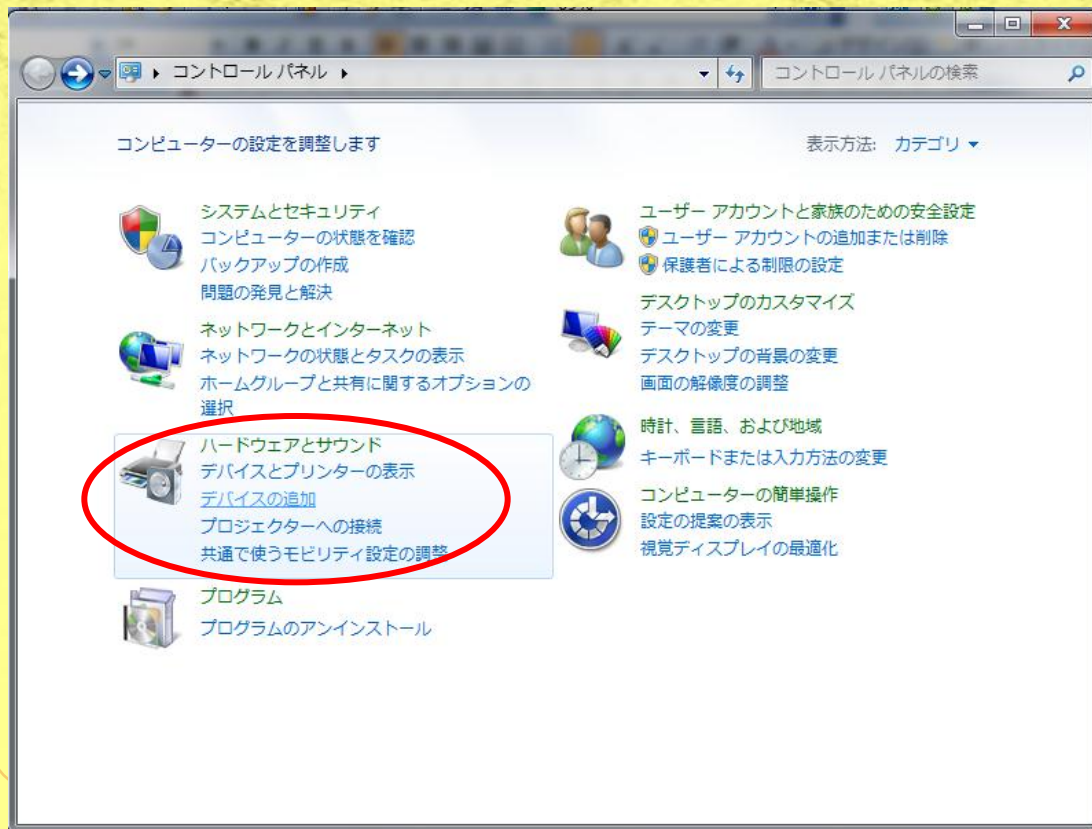 コントロール パネル
コントロール パネルの検索
コンピューターの設定を調整します
表示方法: カテゴリ
システムとセキュリティ
コンピューターの状態を確認
バックアップの作成
問題の発見と解決
ネットワークとインターネット
ネットワークの状態とタスクの表示
ホームグループと共有に関するオプションの
選択
ハードウェアとサウンド
デバイスとプリンターの表示
デバイスの追加
プロジェクターへの接続
共通で使うモビリティ設定の調整
プログラム
プログラムのアンインストール
ユーザー アカウントと家族のための安全設定
ユーザー アカウントの追加または削除
保護者による制限の設定
デスクトップのカスタマイズ
テーマの変更
デスクトップの背景の変更
画面の解像度の調整
時計、言語、および地域
キーボードまたは入力方法の変更
コンピューターの簡単操作
設定の提案の表示
視覚ディスプレイの最適化